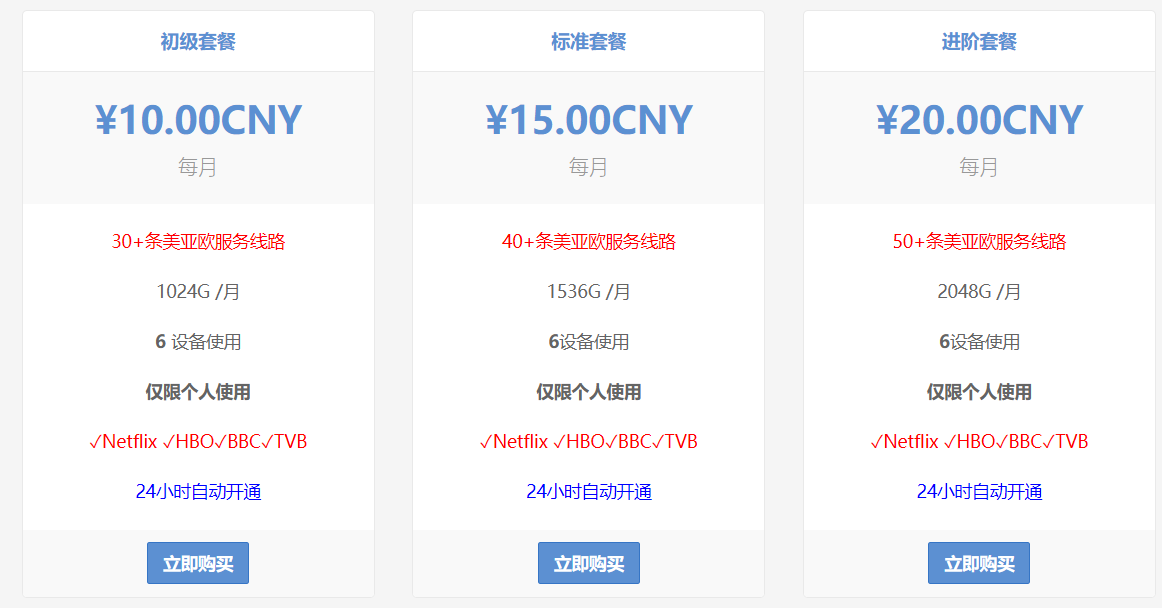 初级套餐
¥10.00CNY
每月
30+条美亚欧服务线路
1024G /月
6 设备使用
仅限个人使用
✓Netflix ✓HBO✓BBC✓TVB
24小时自动开通
立即购买
标准套餐
¥15.00CNY
每月
40+条美亚欧服务线路
1536G /月
6设备使用
仅限个人使用
✓Netflix ✓HBO✓BBC✓TVB
24小时自动开通
立即购买
进阶套餐
¥20.00CNY
每月
50+条美亚欧服务线路
2048G /月
6设备使用
仅限个人使用
✓Netflix ✓HBO✓BBC✓TVB
24小时自动开通
立即购买